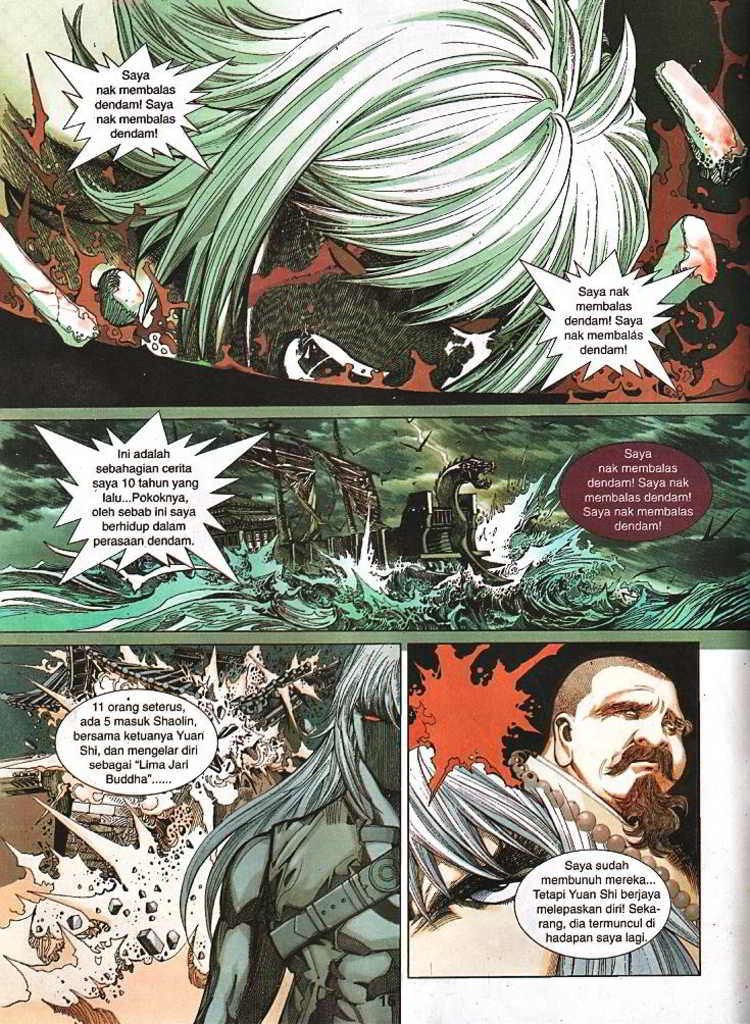 Saya
nak membalas
dendam! Saya
nak membalas
dendam!
Saya nak
membalas
dendam! Saya
nak membalas
dendam!
Ini adalah
sebahagian cerita
saya 10 tahun yang
lalu...Pokoknya,
oleh sebab ini saya
berhidup dalam
perasaan dendam.
Saya
nak membalas
dendam! Saya nak
membalas dendam!
Saya nak membalas
dendam!
11 orang seterus,
ada 5 masuk Shaolin,
bersama ketuanya Yuan
Shi, dan mengelar diri
sebagai "Lima Jari
Buddha"......
Saya sudah
membunuh mereka...
Tetapi Yuan Shi berjaya
melepaskan diri! Seka-
rang, dia termuncul di
hadapan saya lagi.